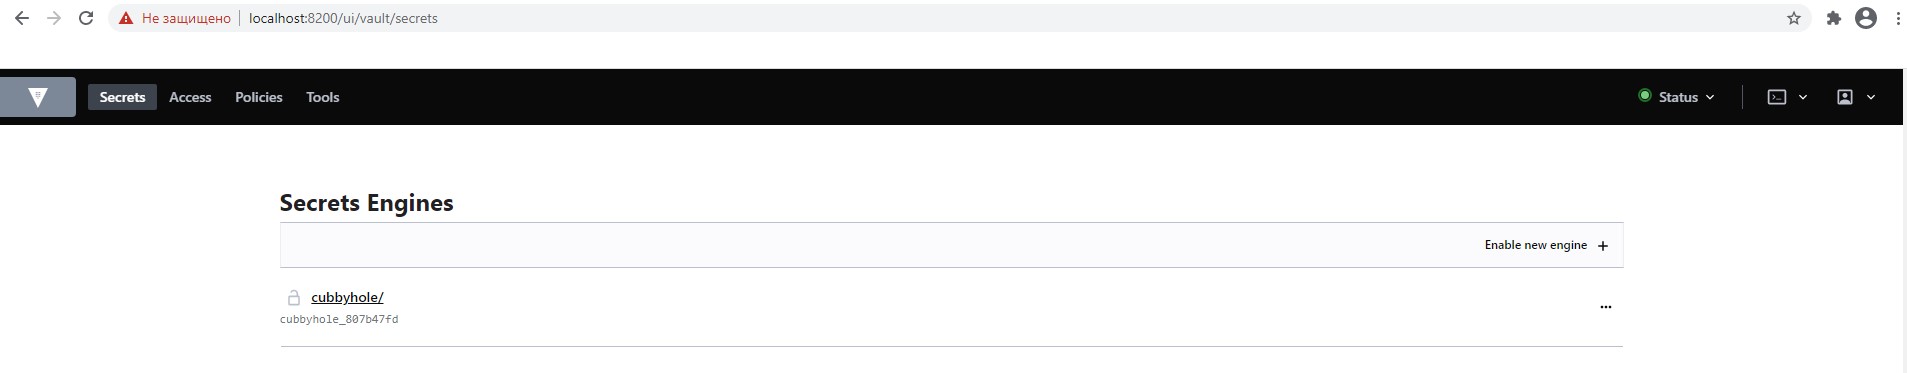 Не защищено localhost:8200/ui/vault/secrets
Secrets Access Policies Tools Status
Secrets Engines
Enable new engine
cubbyhole/
cubbyhole_807b47fd